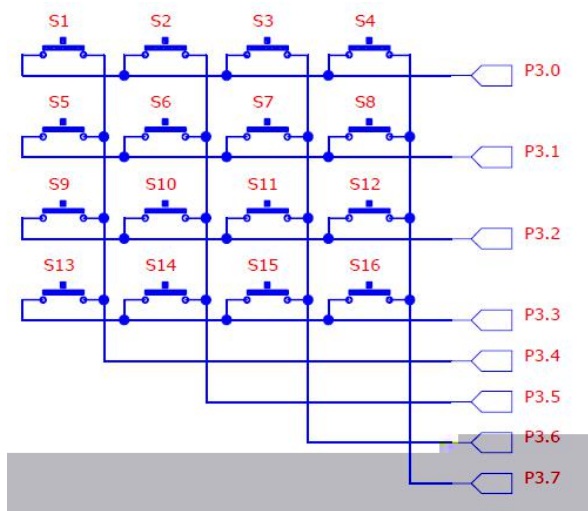 S1 S2 S3 S4
P3.0
S5 S6 S7 S8
P3.1
S9 S10 S11 S12
P3.2
S13 S14 S15 S16
P3.3
P3.4
P3.5
P3.6
P3.7